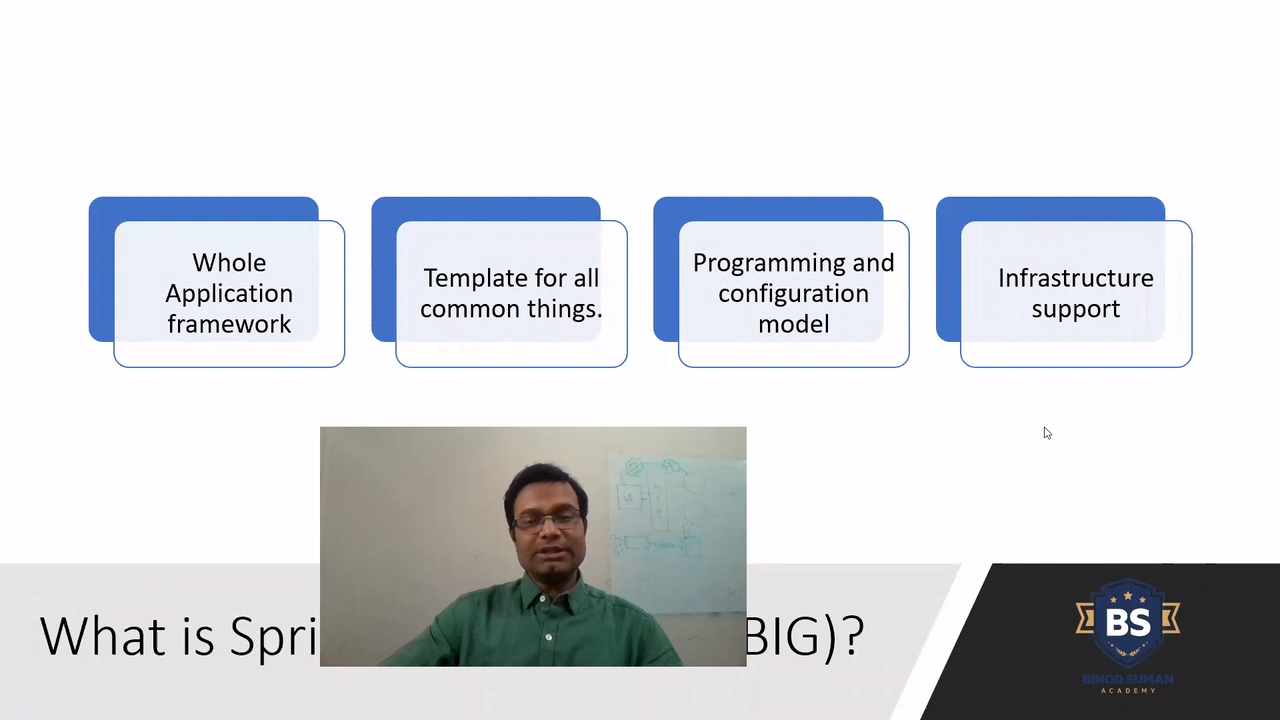 Whole
Application
framework
Template for all
common things.
Programming and
configuration
model
Infrastructure
support
What is Spri
BIG)?
BS
BINOD SUMAN
ACADEMY